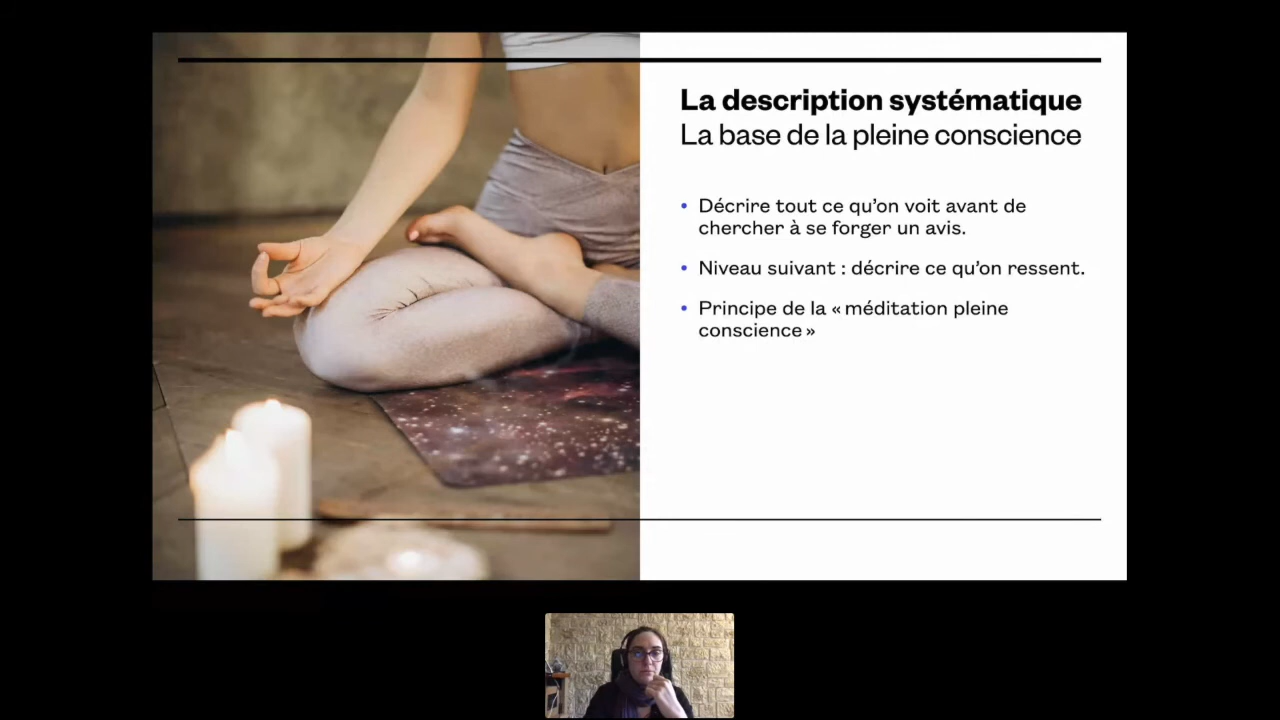 La description systématique
La base de la pleine conscience
• Décrire tout ce qu’on voit avant de
chercher à se forger un avis.
• Niveau suivant : décrire ce qu’on ressent.
• Principe de la « méditation pleine
conscience »